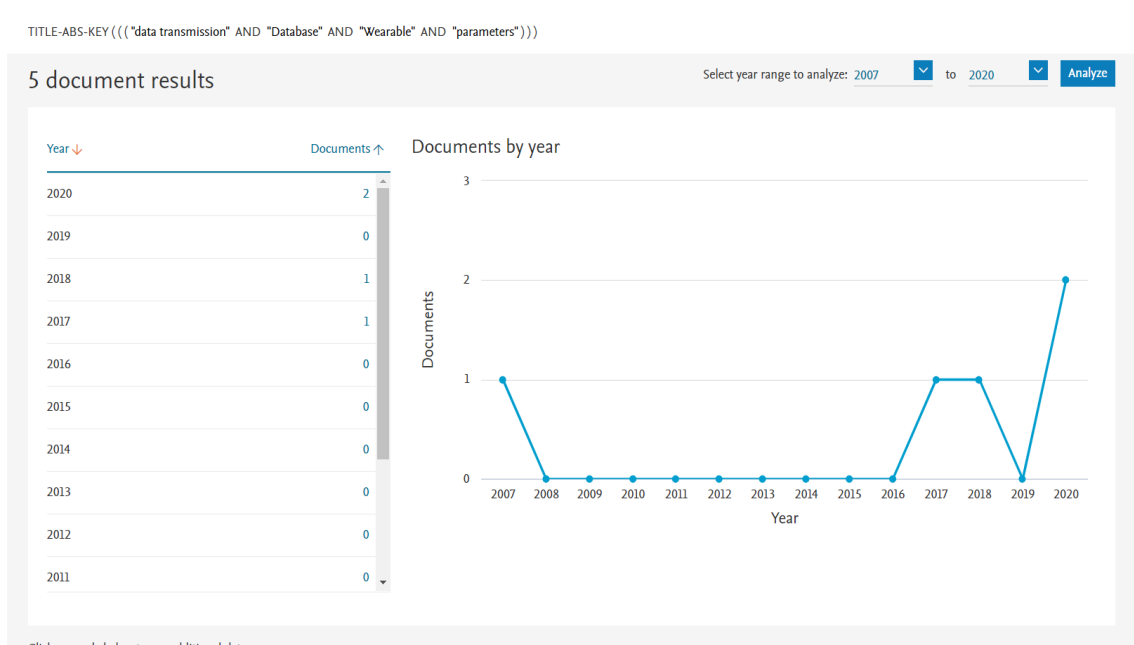 TITLE-ABS-KEY((("data transmission" AND "Database" AND "Wearable" AND "parameters")))
5 document results
Select year range to analyze: 2007 to 2020 Analyze
Year Documents
2020 2
2019 0
2018 1
2017 1
2016 0
2015 0
2014 0
2013 0
2012 0
2011 0
Documents by year
3
2
1
0
Documents
2007 2008 2009 2010 2011 2012 2013 2014 2015 2016 2017 2018 2019 2020
Year